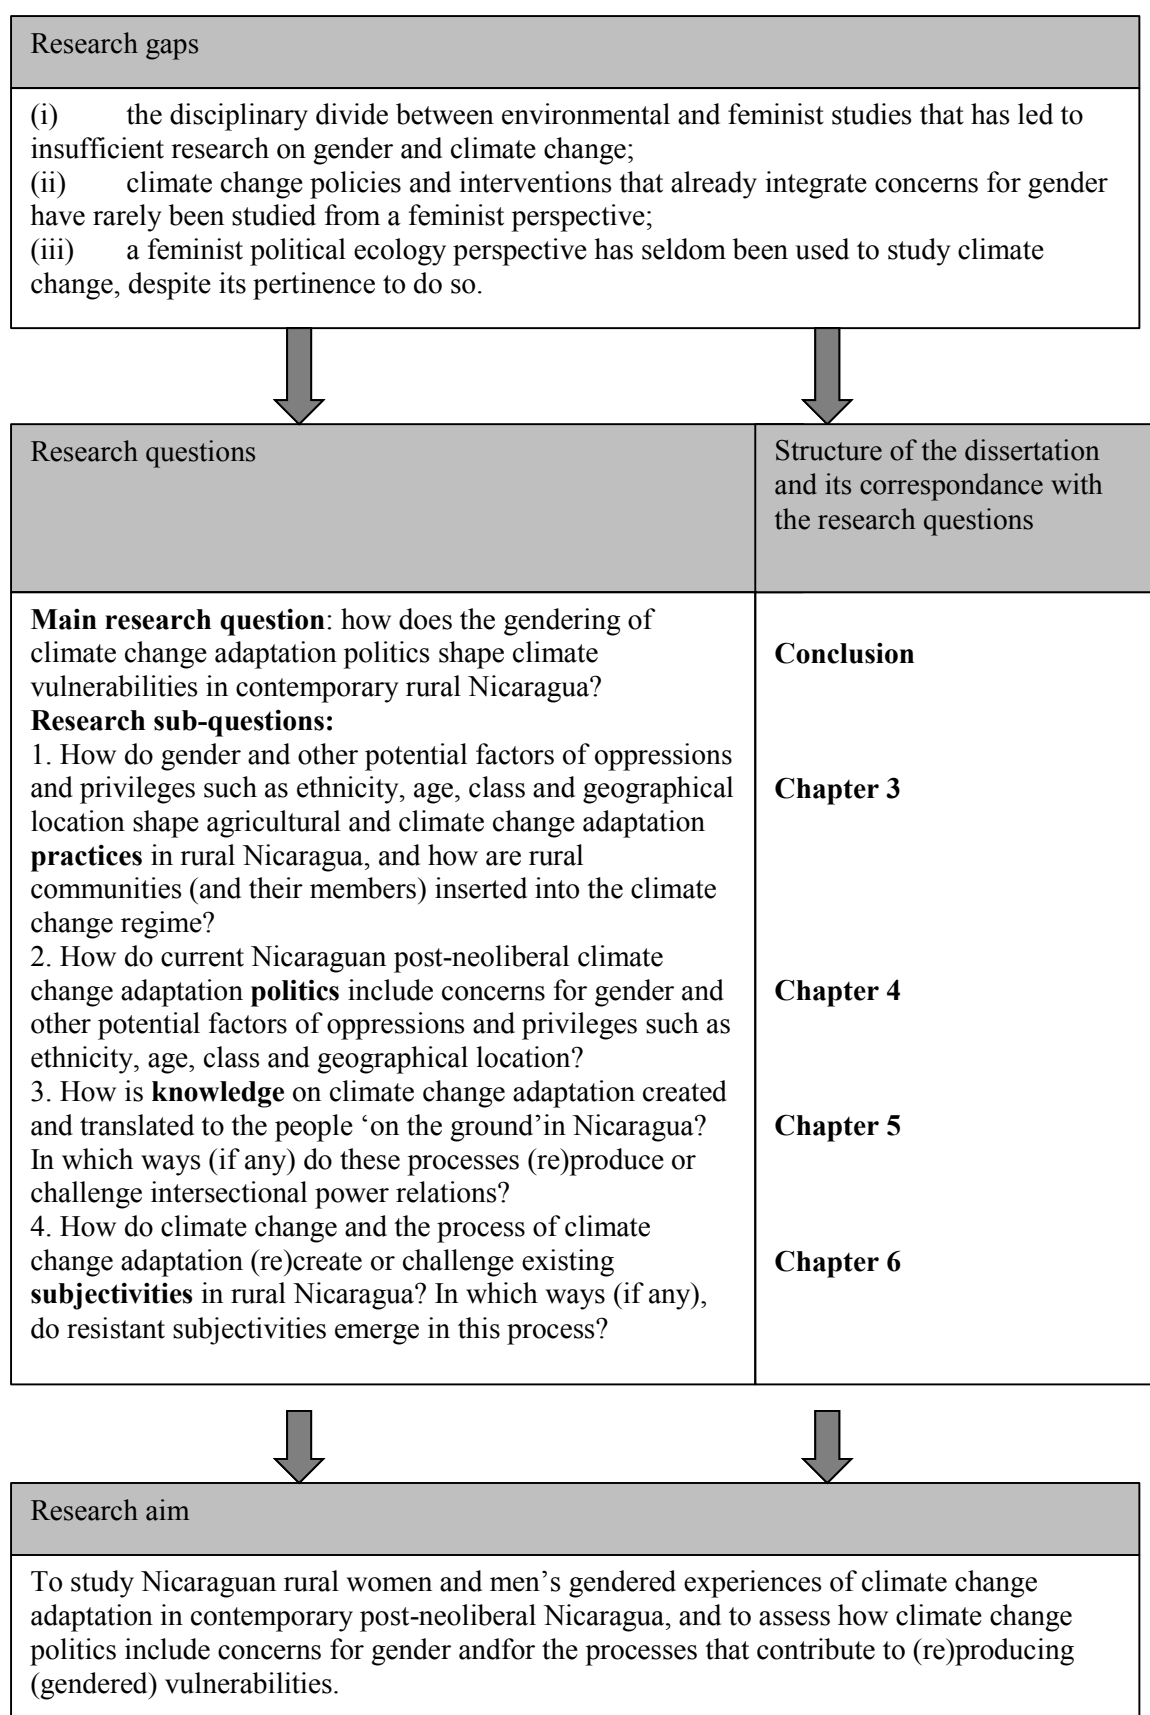 Research gaps
(i) the disciplinary divide between environmental and feminist studies that has led to
insufficient research on gender and climate change;
(ii) climate change policies and interventions that already integrate concerns for gender
have rarely been studied from a feminist perspective;
(iii) a feminist political ecology perspective has seldom been used to study climate
change, despite its pertinence to do so.
Research questions
Structure of the dissertation
and its correspondance with
the research questions
Main research question: how does the gendering of
climate change adaptation politics shape climate
vulnerabilities in contemporary rural Nicaragua?
Conclusion
Research sub-questions:
1. How do gender and other potential factors of oppressions
and privileges such as ethnicity, age, class and geographical
location shape agricultural and climate change adaptation
practices in rural Nicaragua, and how are rural
communities (and their members) inserted into the climate
change regime?
Chapter 3
2. How do current Nicaraguan post-neoliberal climate
change adaptation politics include concerns for gender and
other potential factors of oppressions and privileges such as
ethnicity, age, class and geographical location?
Chapter 4
3. How is knowledge on climate change adaptation created
and translated to the people ‘on the ground’in Nicaragua?
In which ways (if any) do these processes (re)produce or
challenge intersectional power relations?
Chapter 5
4. How do climate change and the process of climate
change adaptation (re)create or challenge existing
subjectivities in rural Nicaragua? In which ways (if any),
do resistant subjectivities emerge in this process?
Chapter 6
Research aim
To study Nicaraguan rural women and men’s gendered experiences of climate change
adaptation in contemporary post-neoliberal Nicaragua, and to assess how climate change
politics include concerns for gender andfor the processes that contribute to (re)producing
(gendered) vulnerabilities.